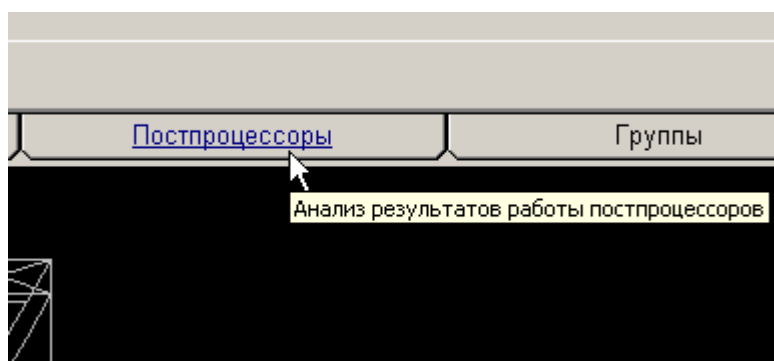 Постпроцессоры
Группы
Анализ результатов работы постпроцессоров